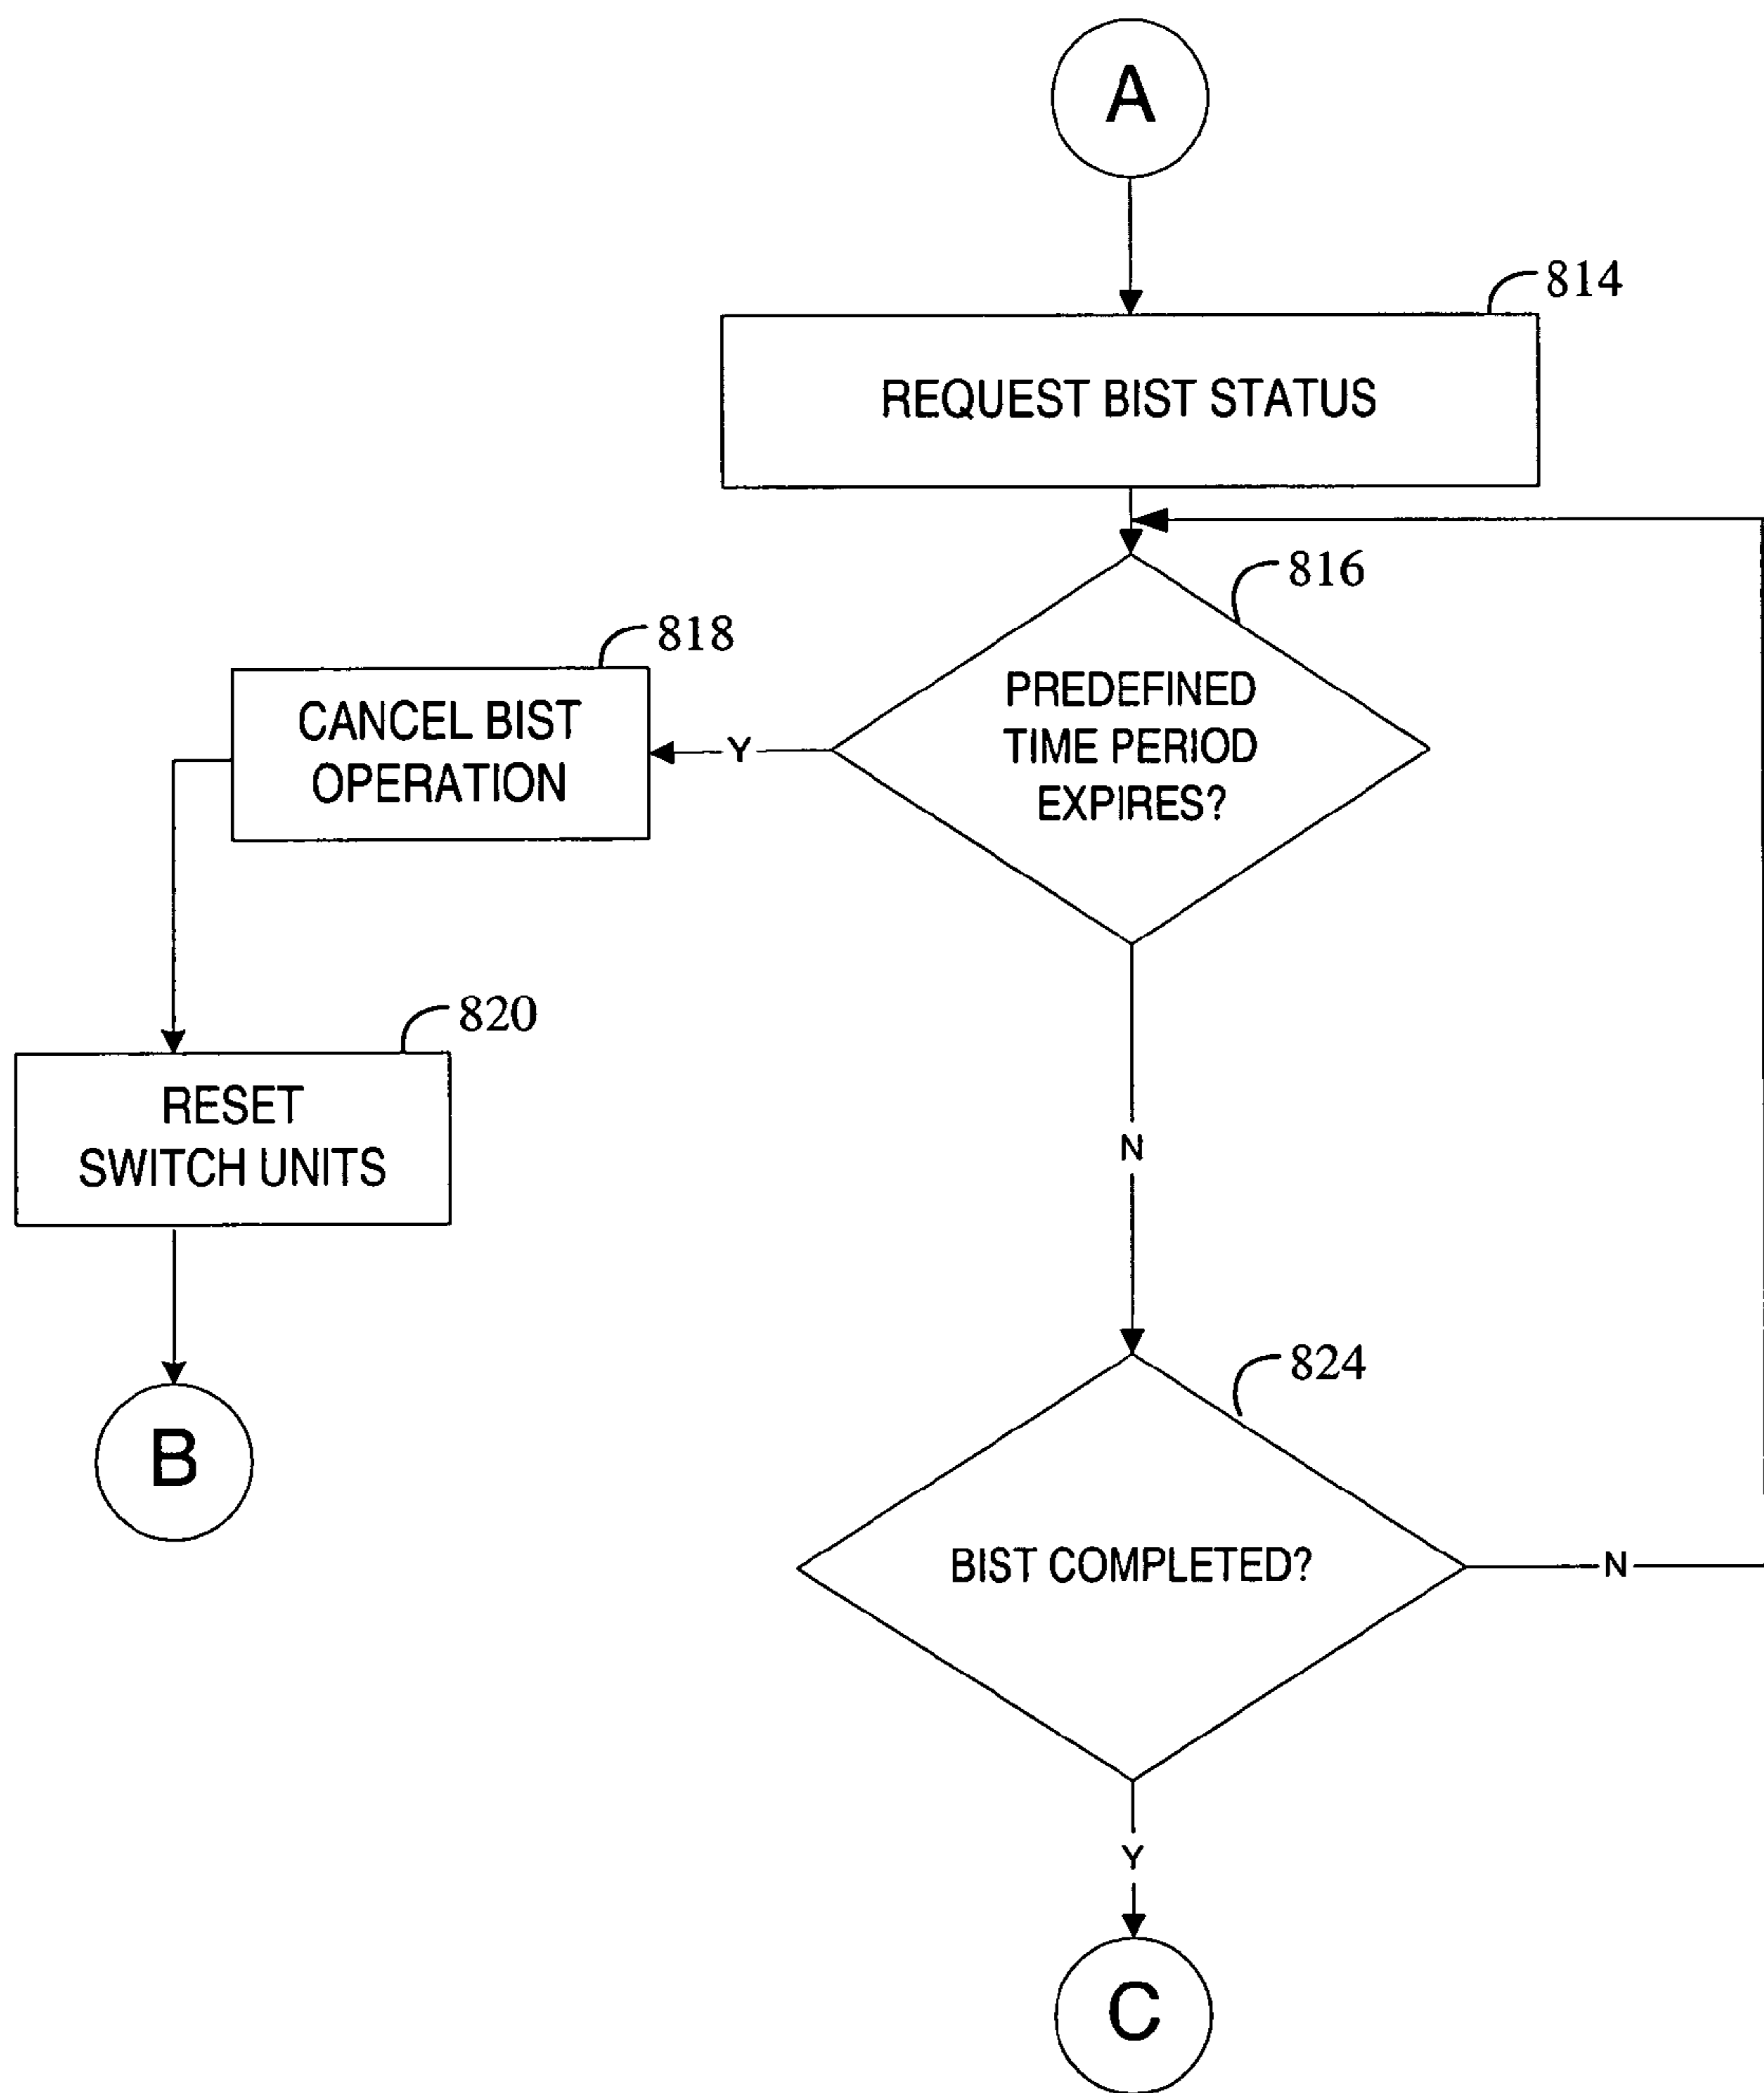 A
814
REQUEST BIST STATUS
816
PREDEFINED
TIME PERIOD
EXPIRES?
818
CANCEL BIST
OPERATION
Y
820
RESET
SWITCH UNITS
N
B
824
BIST COMPLETED?
N
Y
C